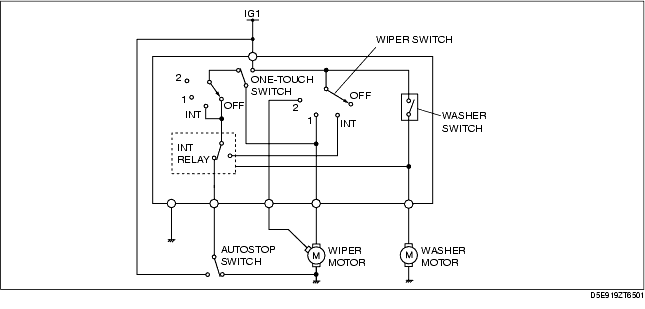 IG1
WIPER SWITCH
2
ONE-TOUCH
SWITCH
OFF
1
OFF
2
INT
1
INT
WASHER
SWITCH
INT
RELAY
AUTOSTOP
SWITCH
M
WIPER
MOTOR
M
WASHER
MOTOR
D5E919ZT6501